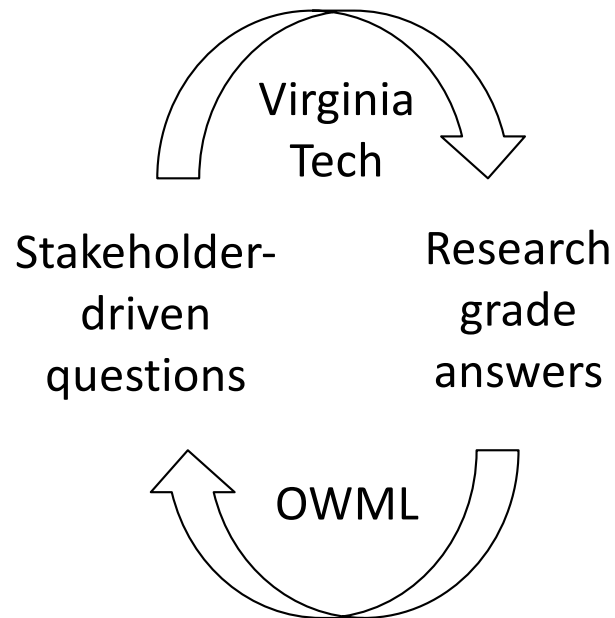 Virginia
Tech
Stakeholder-
driven
questions
Research
grade
answers
OWML